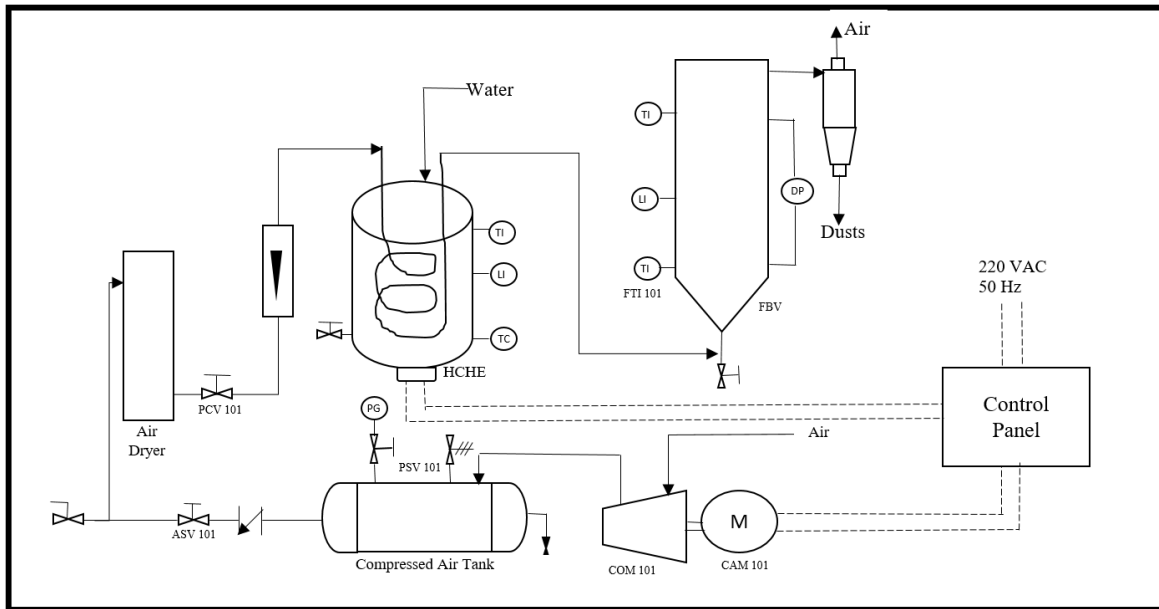 Air
Water
TI
LI
DP
TI
FTI 101
FBV
Dusts
TI
LI
TC
HCHE
220 VAC
50 Hz
PCV 101
Air
Dryer
PG
PSV 101
Air
Control
Panel
ASV 101
Compressed Air Tank
COM 101
M
CAM 101